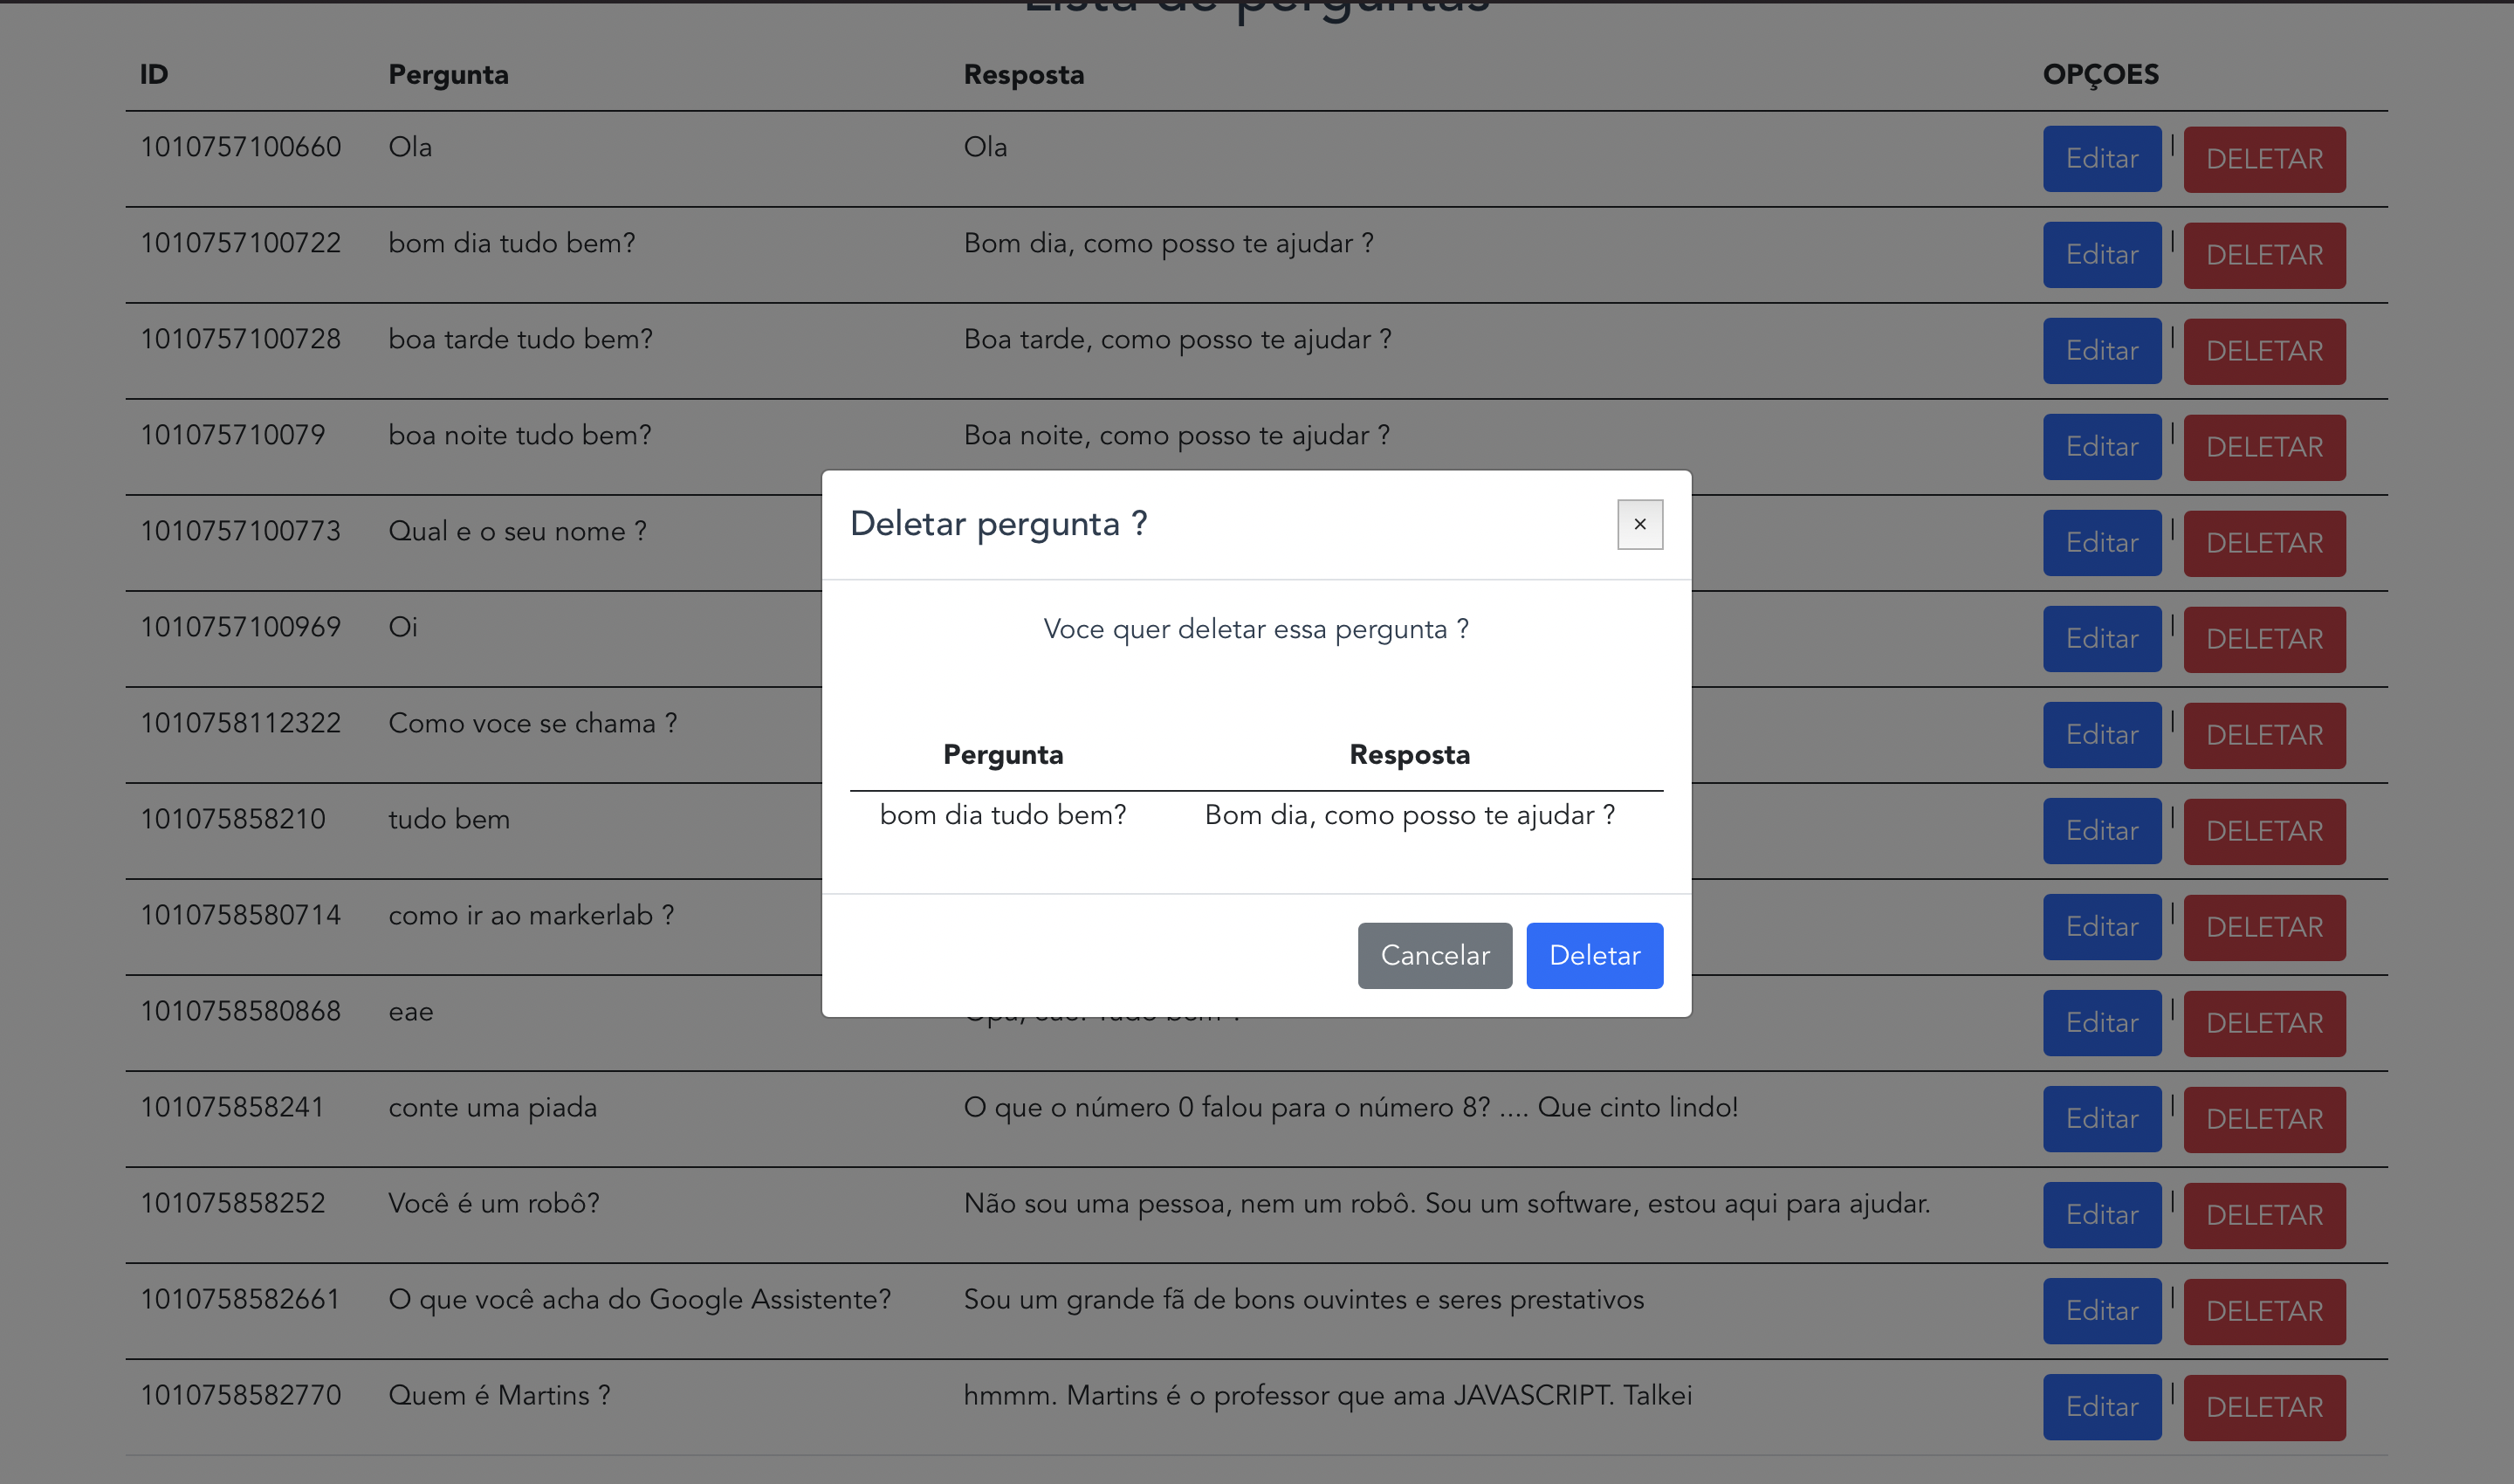 Lista de perguntas
ID Pergunta Resposta OPÇOES
1010757100660 Ola Ola Editar | DELETAR
1010757100722 bom dia tudo bem? Bom dia, como posso te ajudar ? Editar | DELETAR
1010757100728 boa tarde tudo bem? Boa tarde, como posso te ajudar ? Editar | DELETAR
101075710079 boa noite tudo bem? Boa noite, como posso te ajudar ? Editar | DELETAR
1010757100773 Qual e o seu nome ? Editar | DELETAR
1010757100969 Oi Editar | DELETAR
1010758112322 Como voce se chama ? Editar | DELETAR
101075858210 tudo bem Editar | DELETAR
1010758580714 como ir ao markerlab ? Editar | DELETAR
1010758580868 eae Editar | DELETAR
101075858241 conte uma piada O que o número 0 falou para o número 8? .... Que cinto lindo! Editar | DELETAR
101075858252 Você é um robô? Não sou uma pessoa, nem um robô. Sou um software, estou aqui para ajudar. Editar | DELETAR
1010758582661 O que você acha do Google Assistente? Sou um grande fã de bons ouvintes e seres prestativos Editar | DELETAR
1010758582770 Quem é Martins ? hmmm. Martins é o professor que ama JAVASCRIPT. Talkei Editar | DELETAR
Deletar pergunta ? ×
Voce quer deletar essa pergunta ?
Pergunta Resposta
bom dia tudo bem? Bom dia, como posso te ajudar ?
Cancelar Deletar